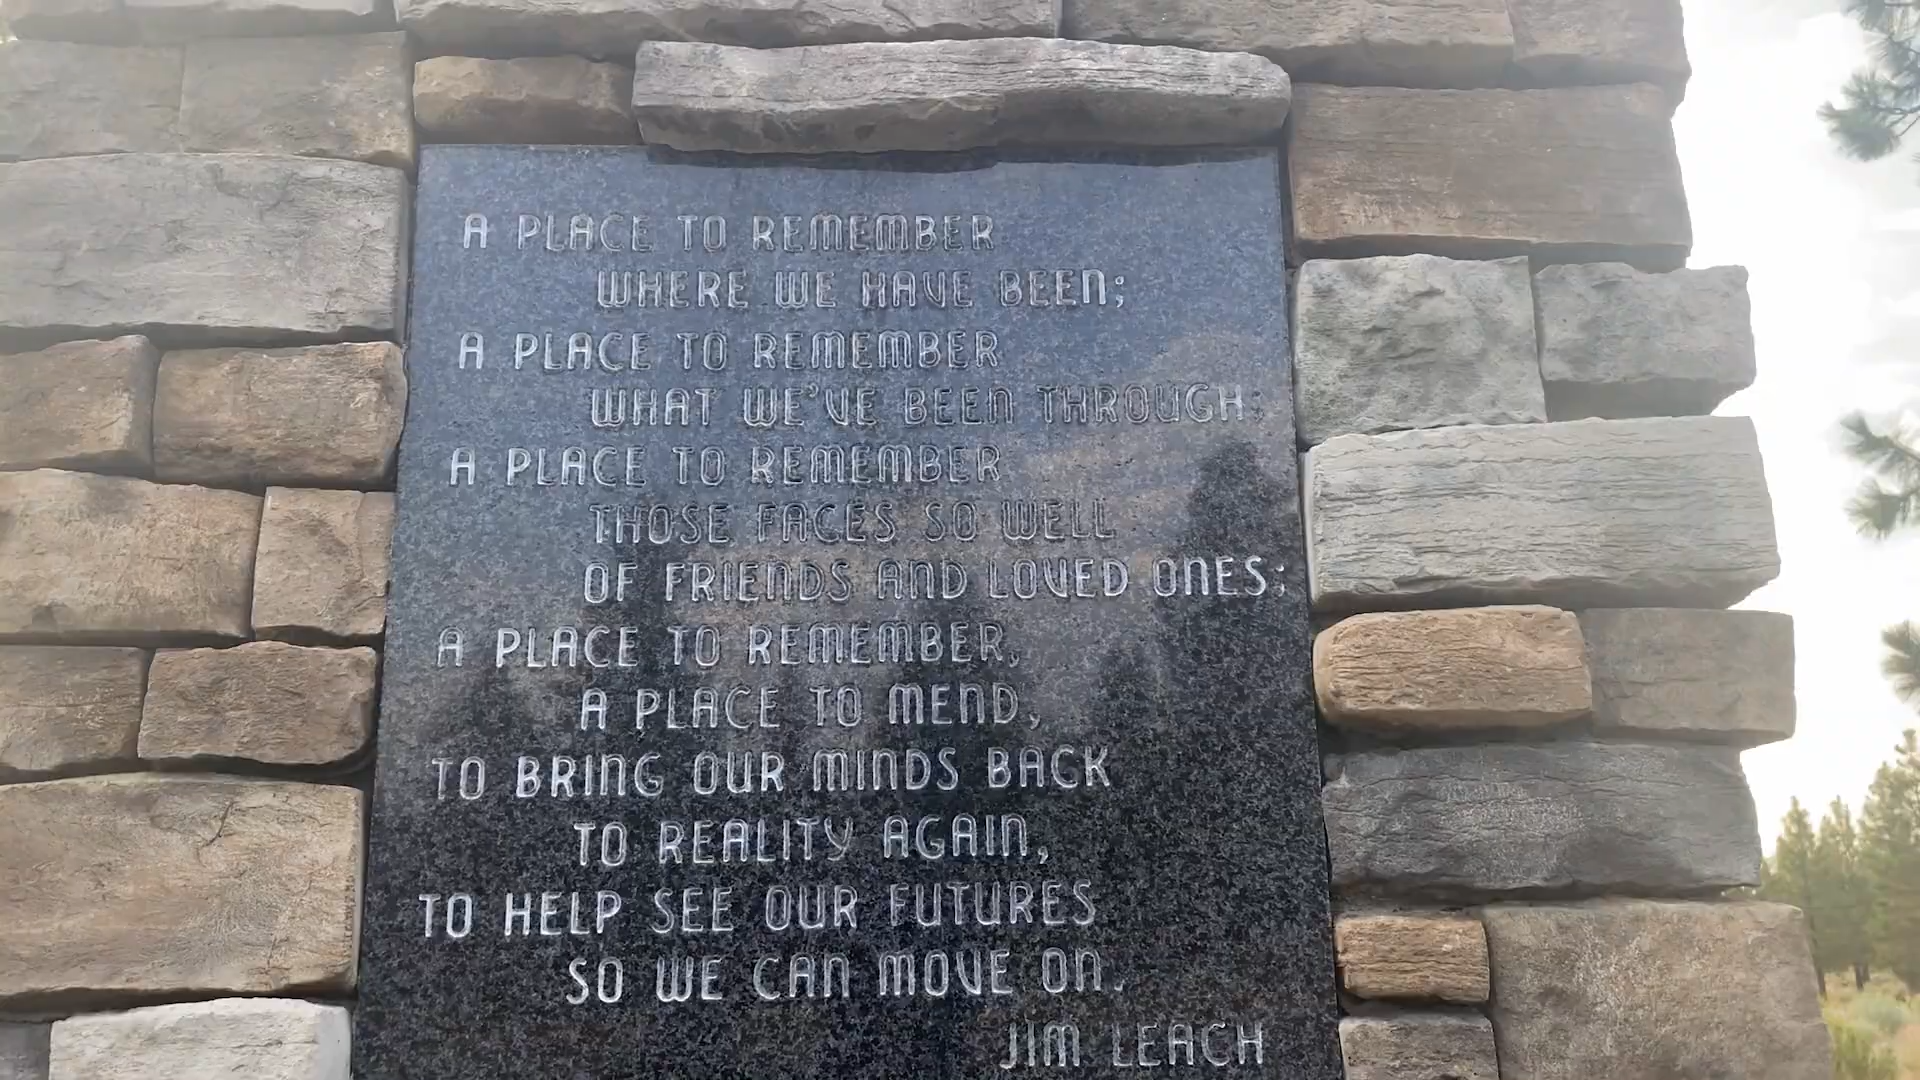 A PLACE TO REMEMBER
WHERE WE HAVE BEEN;
A PLACE TO REMEMBER
WHAT WE'VE BEEN THROUGH;
A PLACE TO REMEMBER
THOSE FACES SO WELL
OF FRIENDS AND LOVED ONES;
A PLACE TO REMEMBER,
A PLACE TO MEND,
TO BRING OUR MINDS BACK
TO REALITY AGAIN,
TO HELP SEE OUR FUTURES
SO WE CAN MOVE ON.
JIM LEACH